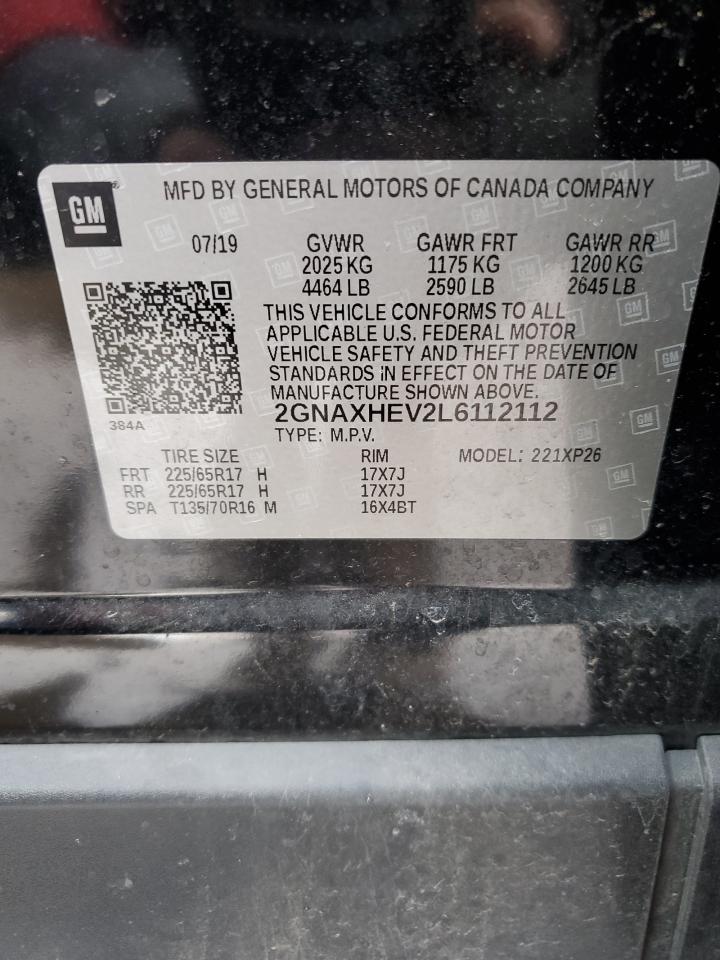 GM
MFD BY GENERAL MOTORS OF CANADA COMPANY
07/19 GVWR GAWR FRT GAWR RR
2025 KG 1175 KG 1200 KG
4464 LB 2590 LB 2645 LB
THIS VEHICLE CONFORMS TO ALL
APPLICABLE U.S. FEDERAL MOTOR
VEHICLE SAFETY AND THEFT PREVENTION
STANDARDS IN EFFECT ON THE DATE OF
MANUFACTURE SHOWN ABOVE.
384A 2GNAXHEV2L6112112
TYPE: M.P.V.
TIRE SIZE RIM MODEL: 221XP26
FRT 225/65R17 H 17X7J
RR 225/65R17 H 17X7J
SPA T135/70R16 M 16X4BT